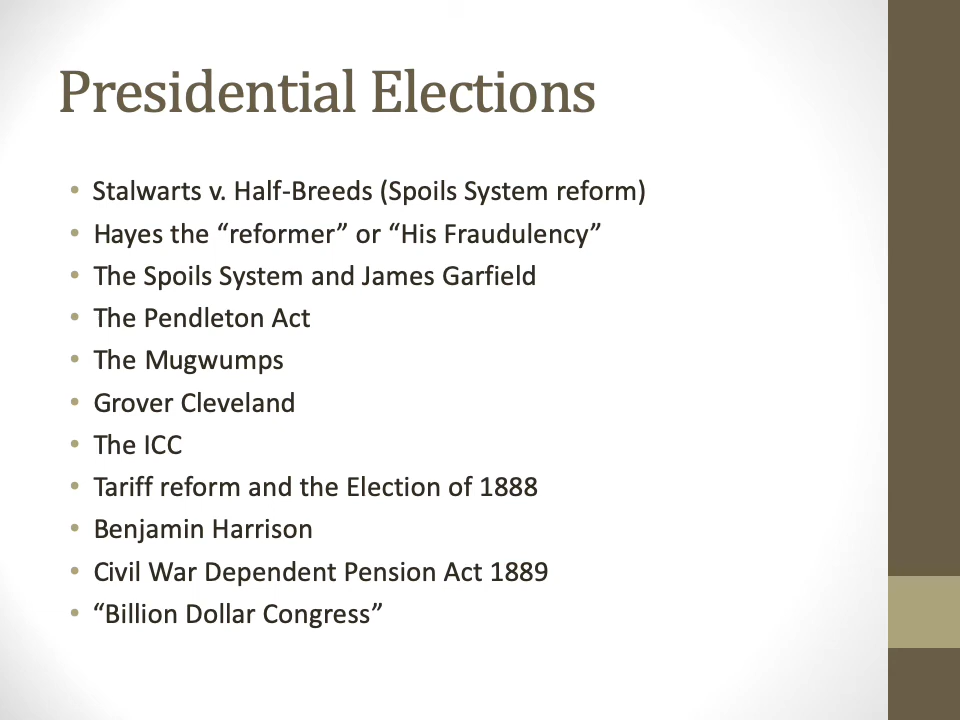 Presidential Elections
• Stalwarts v. Half-Breeds (Spoils System reform)
• Hayes the “reformer” or “His Fraudulency”
• The Spoils System and James Garfield
• The Pendleton Act
• The Mugwumps
• Grover Cleveland
• The ICC
• Tariff reform and the Election of 1888
• Benjamin Harrison
• Civil War Dependent Pension Act 1889
• “Billion Dollar Congress”